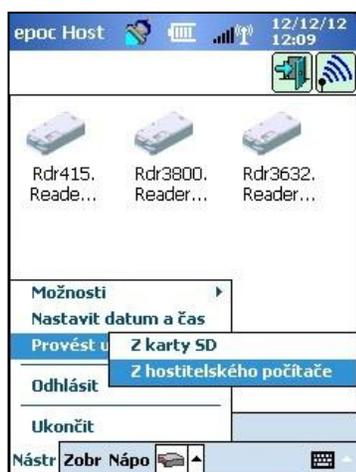 epoc Host 12/12/12
12:09
Rdr415. Rdr3800. Rdr3632.
Reade... Reader... Reader...
Možnosti
Nastavit datum a čas
Provést u
Z karty SD
Z hostitelského počítače
Odhlásit
Ukončit
Nástr Zobr Nápo